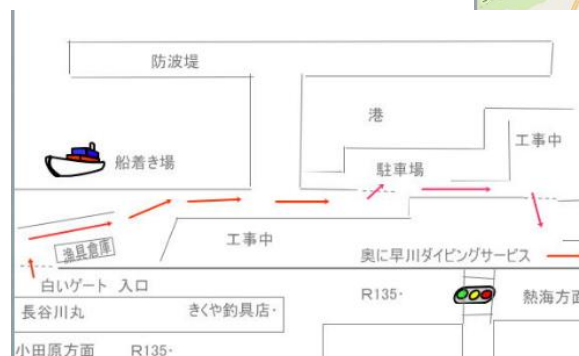 防波堤
港
工事中
船着き場
駐車場
漁具倉庫
工事中
奥に早川ダイビングサービス
白いゲート 入口
R135·
熱海方面
長谷川丸
きくや釣具店·
小田原方面 R135·